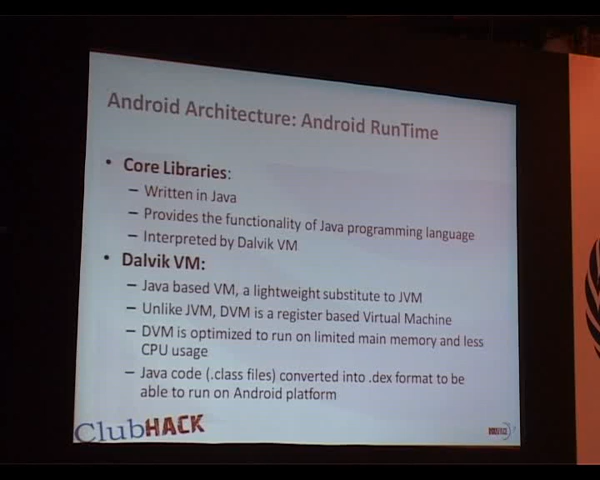 Android Architecture: Android RunTime
• Core Libraries:
– Written in Java
– Provides the functionality of Java programming language
– Interpreted by Dalvik VM
• Dalvik VM:
– Java based VM, a lightweight substitute to JVM
– Unlike JVM, DVM is a register based Virtual Machine
– DVM is optimized to run on limited main memory and less
CPU usage
– Java code (.class files) converted into .dex format to be
able to run on Android platform
ClubHACK